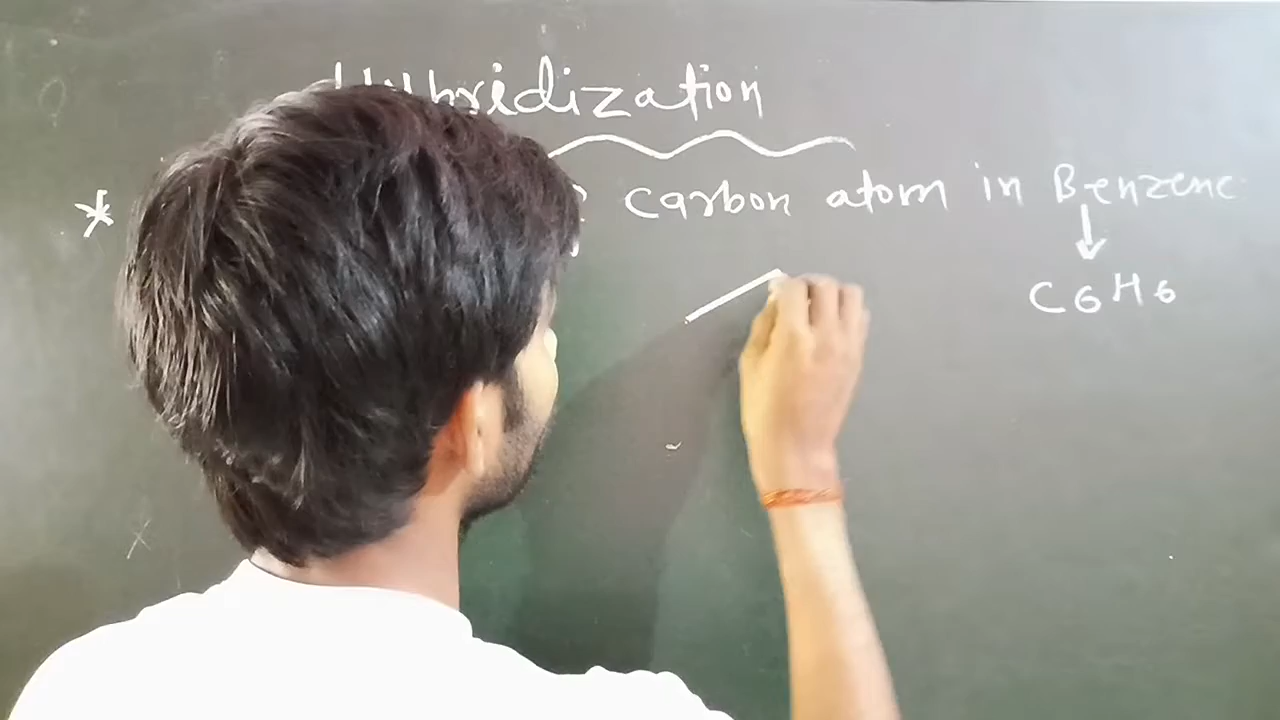 Hybridization
* carbon atom in Benzene
↓
C6H6